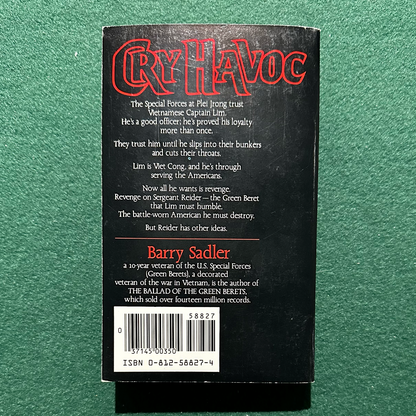 CRY HAVOC
The Special Forces at Plei Jrong trust
Vietnamese Captain Lim.
He's a good officer; he's proved his loyalty
more than once.
They trust him until he slips into their bunkers
and cuts their throats.
Lim is Viet Cong, and he's through
serving the Americans.
Now all he wants is revenge.
Revenge on Sergeant Reider—the Green Beret
that Lim must humble.
The battle-worn American he must destroy.
But Reider has other ideas.
Barry Sadler
a 10-year veteran of the U.S. Special Forces
(Green Berets), a decorated
veteran of the war in Vietnam, is the author of
THE BALLAD OF THE GREEN BERETS,
which sold over fourteen million records.
58827
0
37145 00350
ISBN 0-812-58827-4